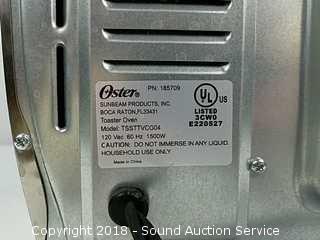 Oster PN: 185709
SUNBEAM PRODUCTS, INC.
BOCA RATON,FL33431
Toaster Oven
Model: TSSTTVCG04
120 Vac 60 Hz 1500W
CAUTION: DO NOT IMMERSE IN ANY LIQUID.
HOUSEHOLD USE ONLY
Made in China
UL US
LISTED
3CW0
E220527
Copyright 2018 - Sound Auction Service